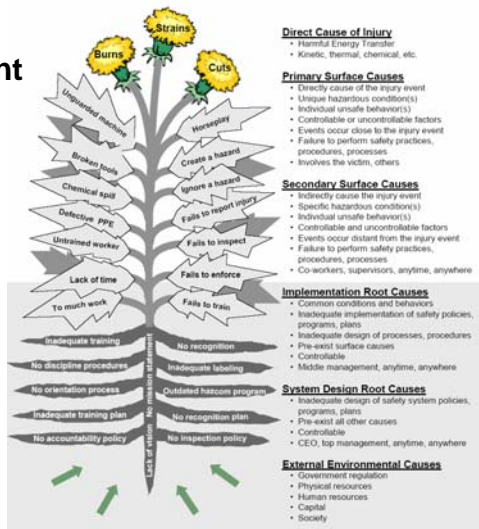 nt
Strains
Burns
Cuts
Unguarded machine
Horseplay
Broken tools
Create a hazard
Chemical spill
Ignore a hazard
Defective PPE
Fails to report injury
Untrained worker
Fails to inspect
Lack of time
Fails to enforce
To much work
Fails to train
Inadequate training
No recognition
No discipline procedures
Inadequate labeling
No orientation process
Outdated hazcom program
Inadequate training plan
No recognition plan
No accountability policy
No inspection policy
Lack of vision No mission statement
Direct Cause of Injury
• Harmful Energy Transfer
• Kinetic, thermal, chemical, etc.
Primary Surface Causes
• Directly cause of the injury event
• Unique hazardous condition(s)
• Individual unsafe behavior(s)
• Controllable or uncontrollable factors
• Events occur close to the injury event
• Failure to perform safety practices,
procedures, processes
• Involves the victim, others
Secondary Surface Causes
• Indirectly cause the injury event
• Specific hazardous condition(s)
• Individual unsafe behavior(s)
• Controllable and uncontrollable factors
• Events occur distant from the injury event
• Failure to perform safety practices,
procedures, processes
• Co-workers, supervisors, anytime, anywhere
Implementation Root Causes
• Common conditions and behaviors
• Inadequate implementation of safety policies,
programs, plans
• Inadequate design of processes, procedures
• Pre-exist surface causes
• Controllable
• Middle management, anytime, anywhere
System Design Root Causes
• Inadequate design of safety system policies,
programs, plans
• Pre-exist all other causes
• Controllable
• CEO, top management, anytime, anywhere
External Environmental Causes
• Government regulation
• Physical resources
• Human resources
• Capital
• Society